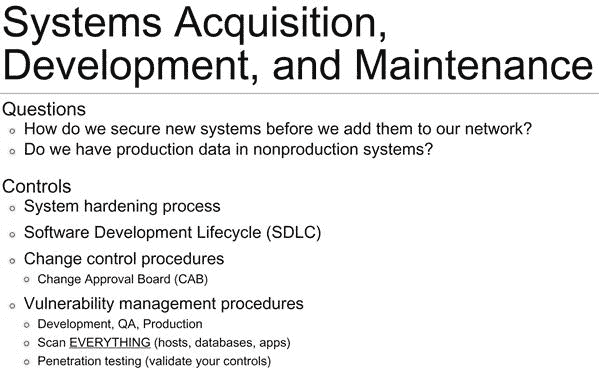 Systems Acquisition,
Development, and Maintenance
Questions
How do we secure new systems before we add them to our network?
Do we have production data in nonproduction systems?
Controls
System hardening process
Software Development Lifecycle (SDLC)
Change control procedures
Change Approval Board (CAB)
Vulnerability management procedures
Development, QA, Production
Scan EVERYTHING (hosts, databases, apps)
Penetration testing (validate your controls)